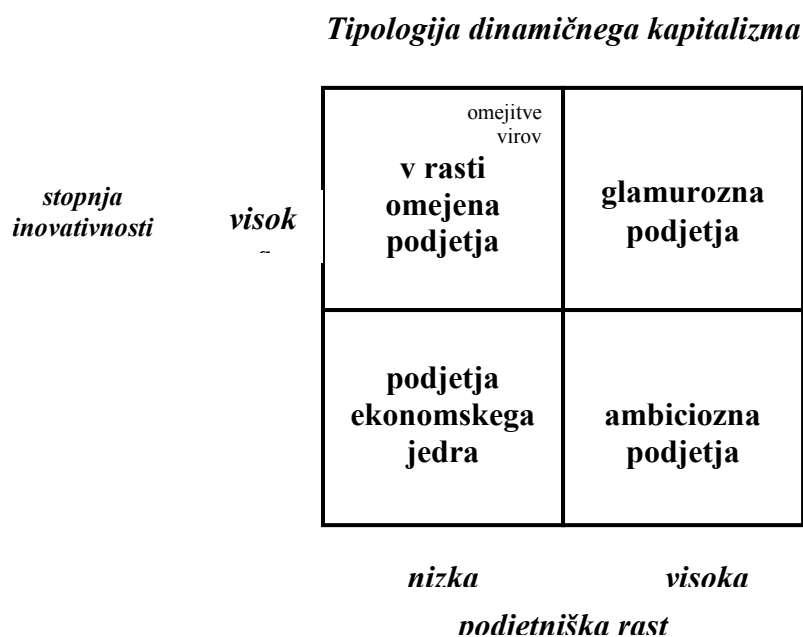 Tipologija dinamičnega kapitalizma
omejitve
virov
v rasti
omejena
podjetja
glamurozna
podjetja
stopnja
inovativnosti
visok
podjetja
ekonomskega
jedra
ambiciozna
podjetja
nizka
visoka
podjetniška rast